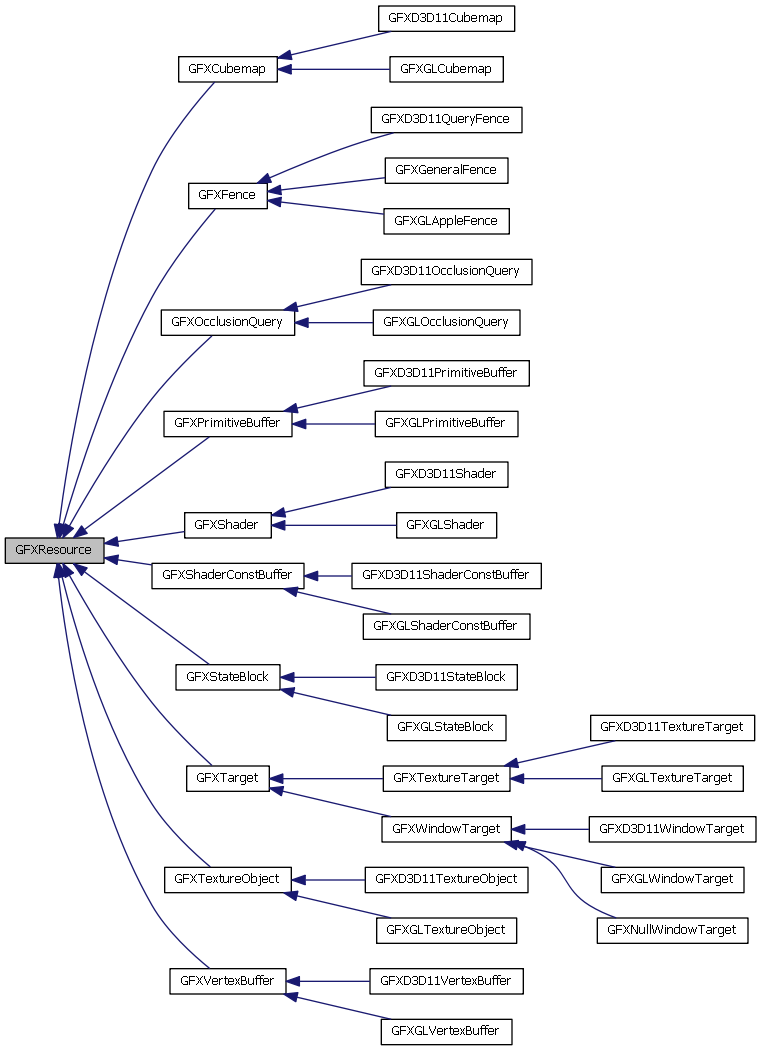 GFXD3D11Cubemap
GFXCubemap
GFXGLCubemap
GFXD3D11QueryFence
GFXGeneralFence
GFXFence
GFXGLAppleFence
GFXD3D11OcclusionQuery
GFXOcclusionQuery
GFXGLOcclusionQuery
GFXD3D11PrimitiveBuffer
GFXPrimitiveBuffer
GFXGLPrimitiveBuffer
GFXD3D11Shader
GFXShader
GFXGLShader
GFXResource
GFXShaderConstBuffer
GFXD3D11ShaderConstBuffer
GFXGLShaderConstBuffer
GFXStateBlock
GFXD3D11StateBlock
GFXGLStateBlock
GFXD3D11TextureTarget
GFXTarget
GFXTextureTarget
GFXGLTextureTarget
GFXWindowTarget
GFXD3D11WindowTarget
GFXTextureObject
GFXD3D11TextureObject
GFXGLWindowTarget
GFXGLTextureObject
GFXNullWindowTarget
GFXVertexBuffer
GFXD3D11VertexBuffer
GFXGLVertexBuffer